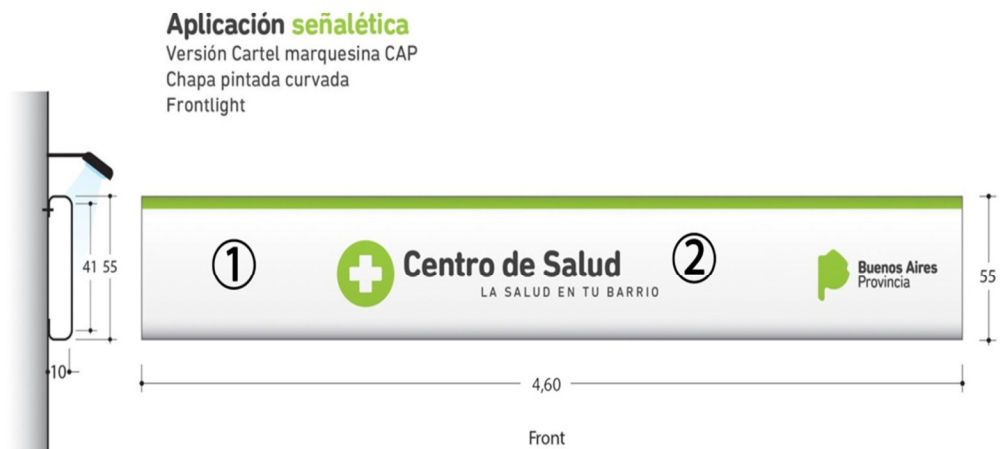 Aplicación señalética
Versión Cartel marquesina CAP
Chapa pintada curvada
Frontlight
41 55
10
①
Centro de Salud
LA SALUD EN TU BARRIO
②
Buenos Aires
Provincia
55
4,60
Front